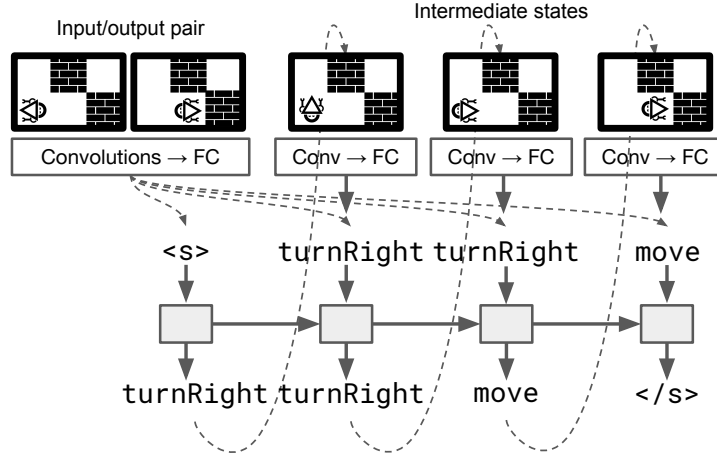 Input/output pair
Intermediate states
Convolutions → FC
Conv → FC
Conv → FC
Conv → FC
<s>
turnRight
turnRight
move
turnRight
turnRight
move
</s>